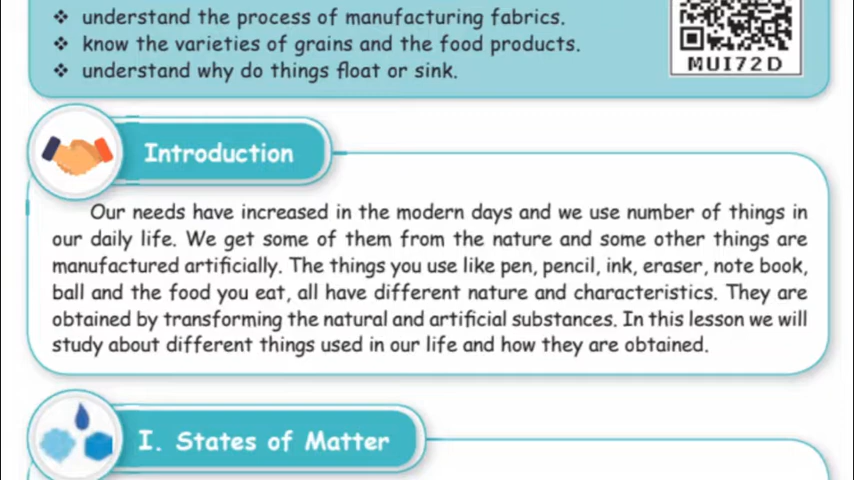 ❖ understand the process of manufacturing fabrics.
❖ know the varieties of grains and the food products.
❖ understand why do things float or sink.
MUI72D
Introduction
Our needs have increased in the modern days and we use number of things in
our daily life. We get some of them from the nature and some other things are
manufactured artificially. The things you use like pen, pencil, ink, eraser, note book,
ball and the food you eat, all have different nature and characteristics. They are
obtained by transforming the natural and artificial substances. In this lesson we will
study about different things used in our life and how they are obtained.
I. States of Matter